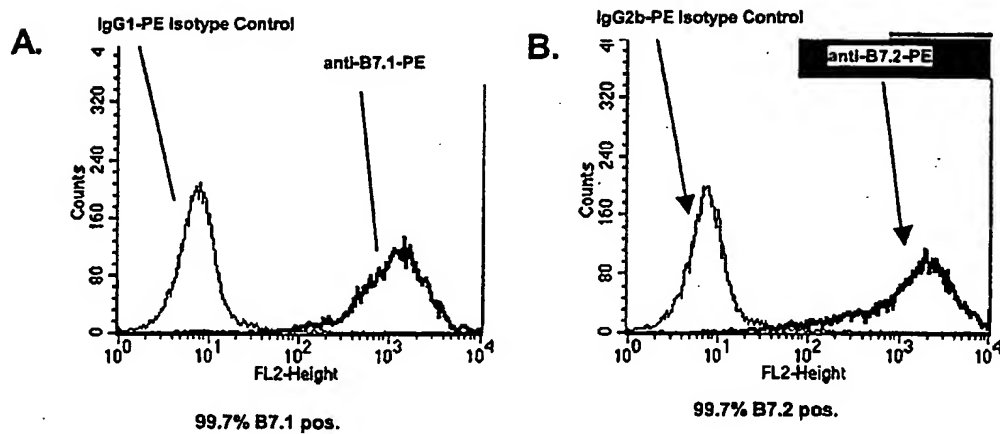 A.
IgG1-PE Isotype Control
anti-B7.1-PE
4
320
240
160
80
0
Counts
10^0 10^1 10^2 10^3 10^4
FL2-Height
99.7% B7.1 pos.
B.
IgG2b-PE Isotype Control
anti-B7.2-PE
320
240
160
80
0
Counts
10^0 10^1 10^2 10^3 10^4
FL2-Height
99.7% B7.2 pos.